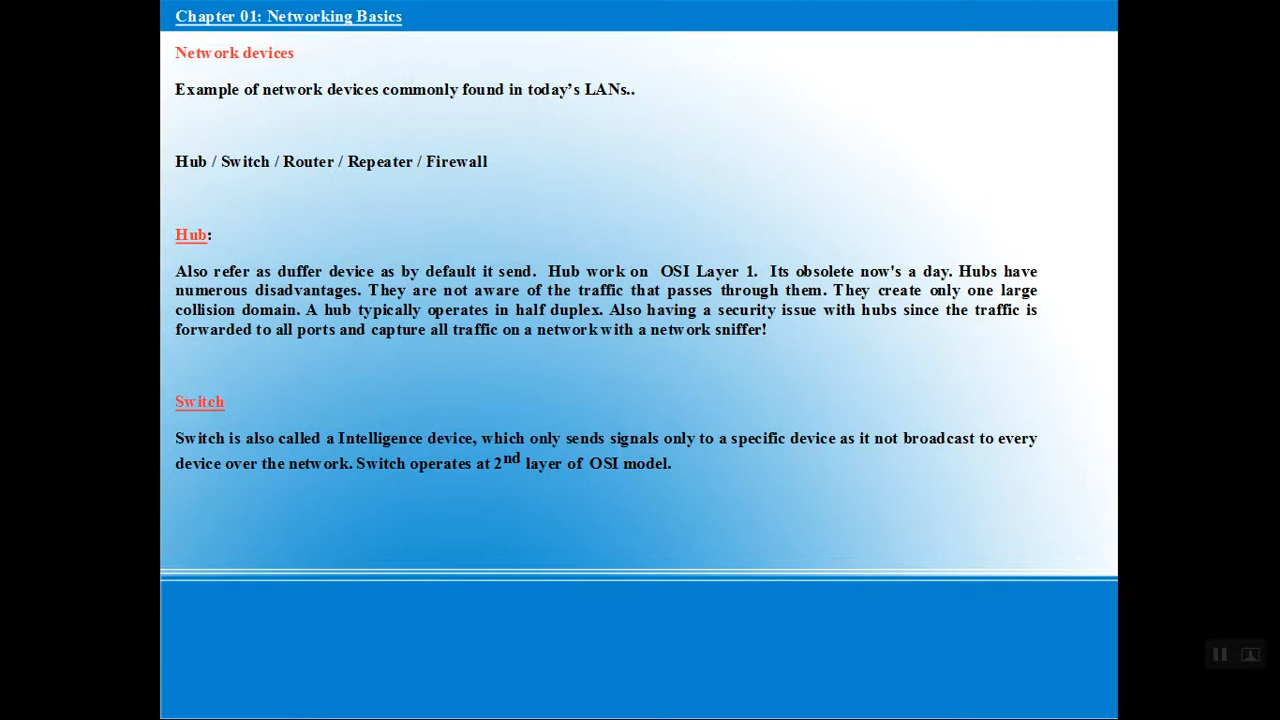 Chapter 01: Networking Basics
Network devices
Example of network devices commonly found in today’s LANs..
Hub / Switch / Router / Repeater / Firewall
Hub:
Also refer as duffer device as by default it send. Hub work on OSI Layer 1. Its obsolete now's a day. Hubs have
numerous disadvantages. They are not aware of the traffic that passes through them. They create only one large
collision domain. A hub typically operates in half duplex. Also having a security issue with hubs since the traffic is
forwarded to all ports and capture all traffic on a network with a network sniffer!
Switch
Switch is also called a Intelligence device, which only sends signals only to a specific device as it not broadcast to every
device over the network. Switch operates at 2nd layer of OSI model.